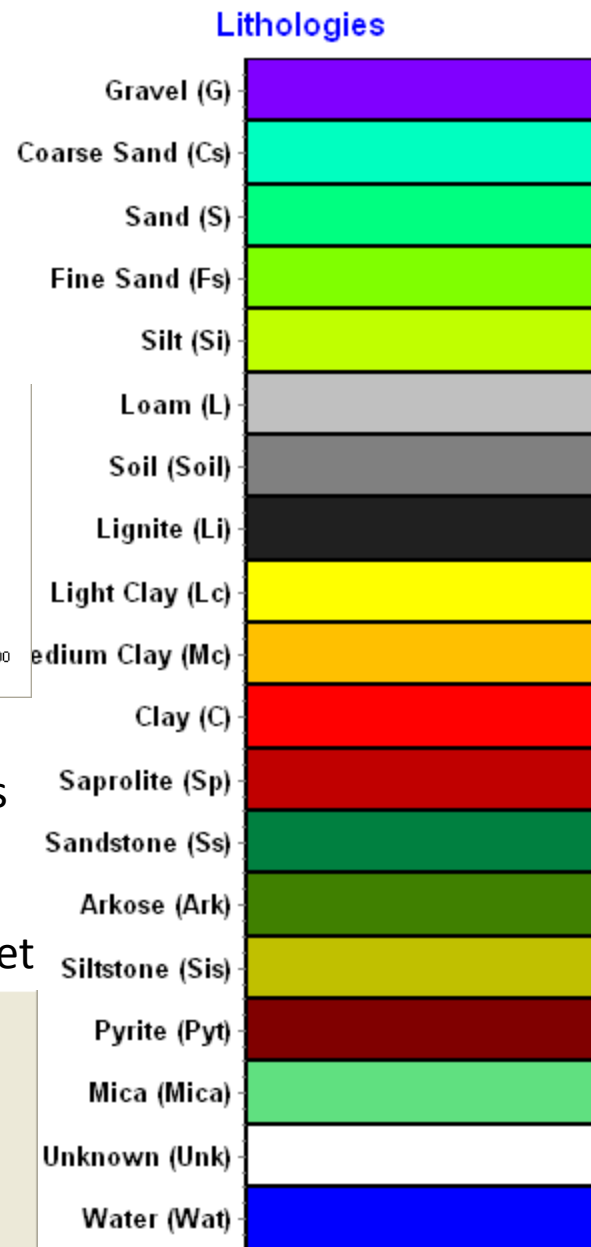 Lithologies
Gravel (G)
Coarse Sand (Cs)
Sand (S)
Fine Sand (Fs)
Silt (Si)
Loam (L)
Soil (Soil)
Lignite (Li)
Light Clay (Lc)
edium Clay (Mc)
Clay (C)
s
Saprolite (Sp)
Sandstone (Ss)
Arkose (Ark)
et
Siltstone (Sis)
Pyrite (Pyt)
Mica (Mica)
Unknown (Unk)
Water (Wat)